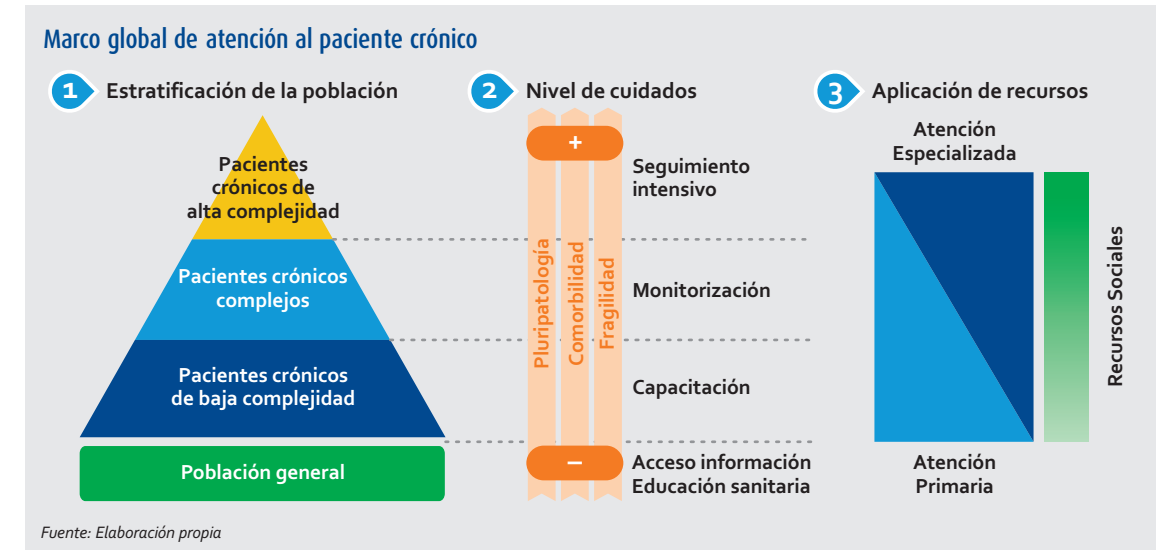 Marco global de atención al paciente crónico
1 Estratificación de la población
Pacientes
crónicos de
alta complejidad
Pacientes crónicos
complejos
Pacientes crónicos
de baja complejidad
Población general
2 Nivel de cuidados
+
Pluripatología
Comorbilidad
Fragilidad
–
Seguimiento
intensivo
Monitorización
Capacitación
Acceso información
Educación sanitaria
3 Aplicación de recursos
Atención
Especializada
Recursos Sociales
Atención
Primaria
Fuente: Elaboración propia